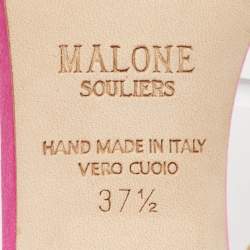 MALONE
SOULIERS
HAND MADE IN ITALY
VERO CUOIO
37½